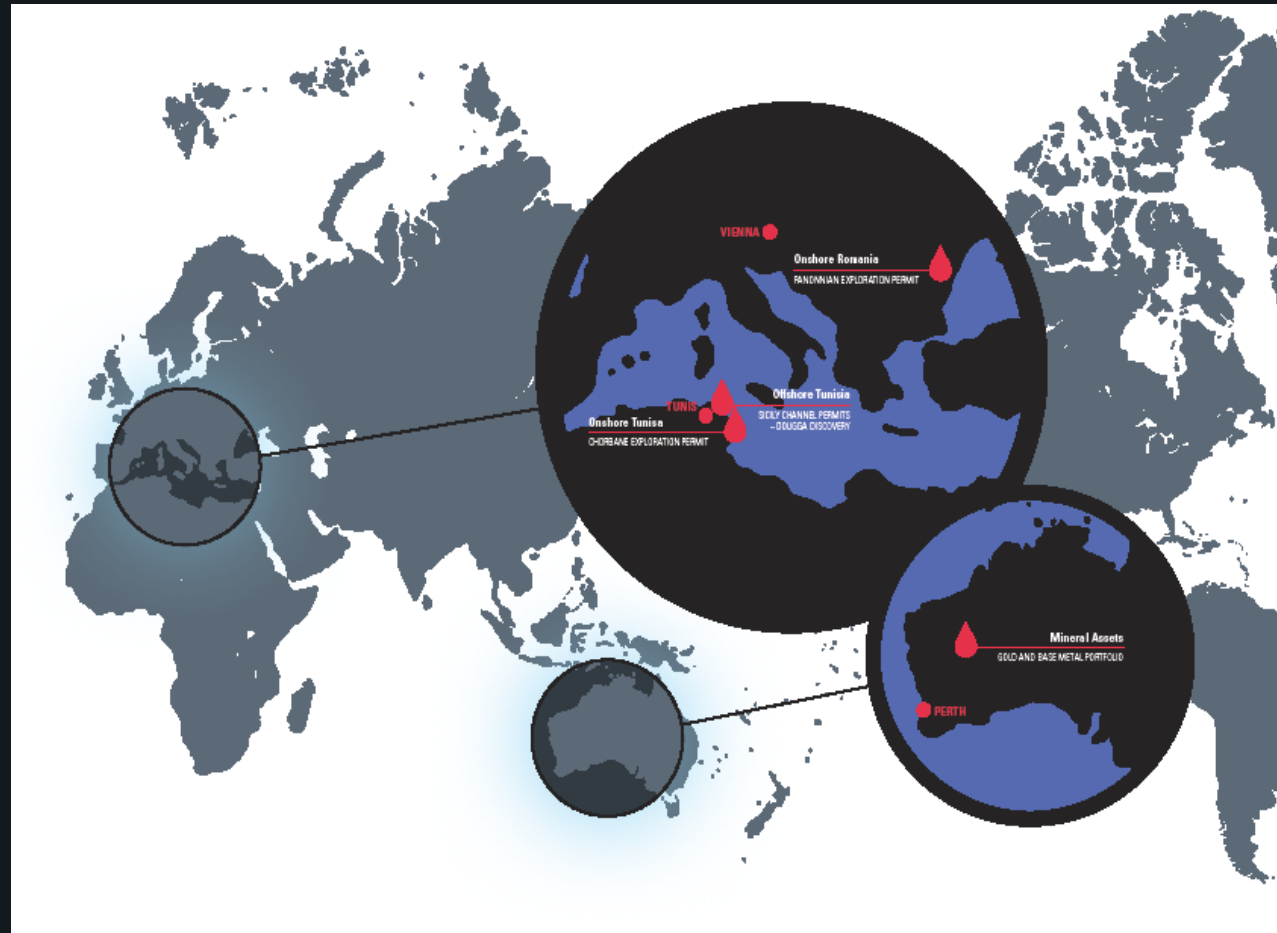 VIENNA
Onshore Romania
PANONNIAN EXPLORATION PERMIT
TUNIS
Offshore Tunisia
SICILY CHANNEL PERMITS
– DOUGGA DISCOVERY
Onshore Tunisa
CHORBANE EXPLORATION PERMIT
Mineral Assets
GOLD AND BASE METAL PORTFOLIO
PERTH